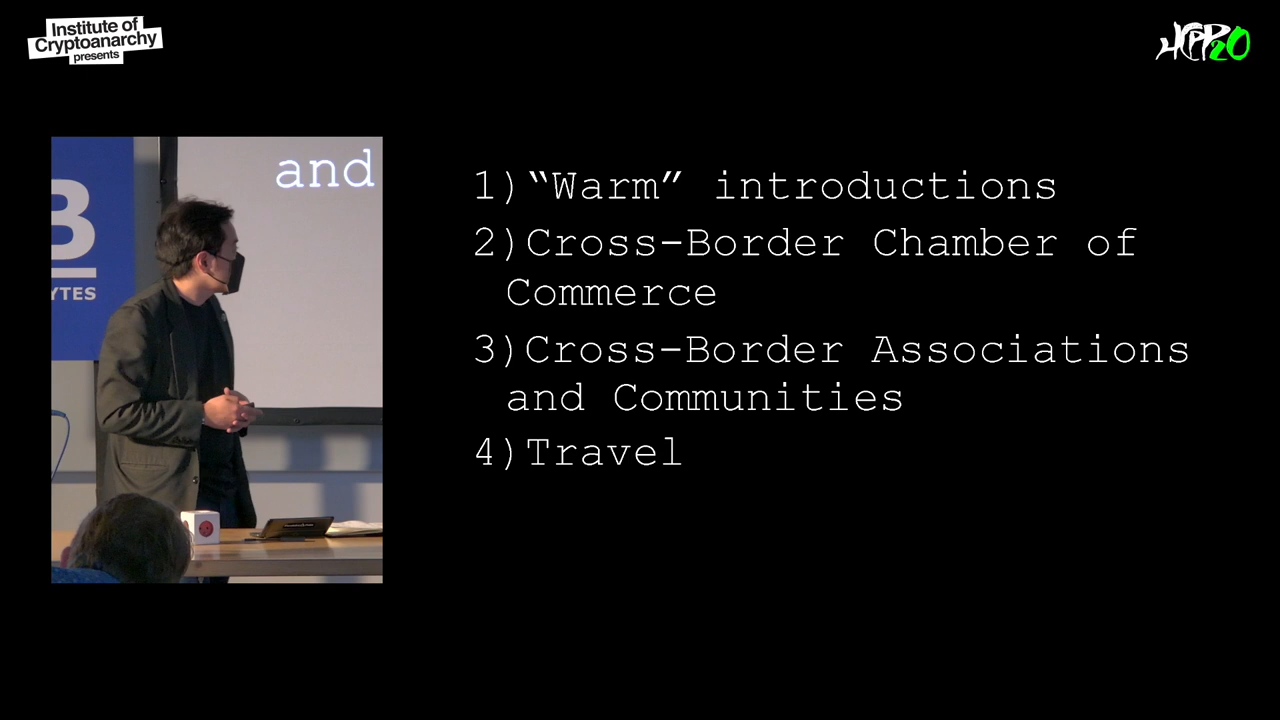 Institute of
Cryptoanarchy
presents
HCPP20
and
B
YTES
1)“Warm” introductions
2)Cross-Border Chamber of
Commerce
3)Cross-Border Associations
and Communities
4)Travel